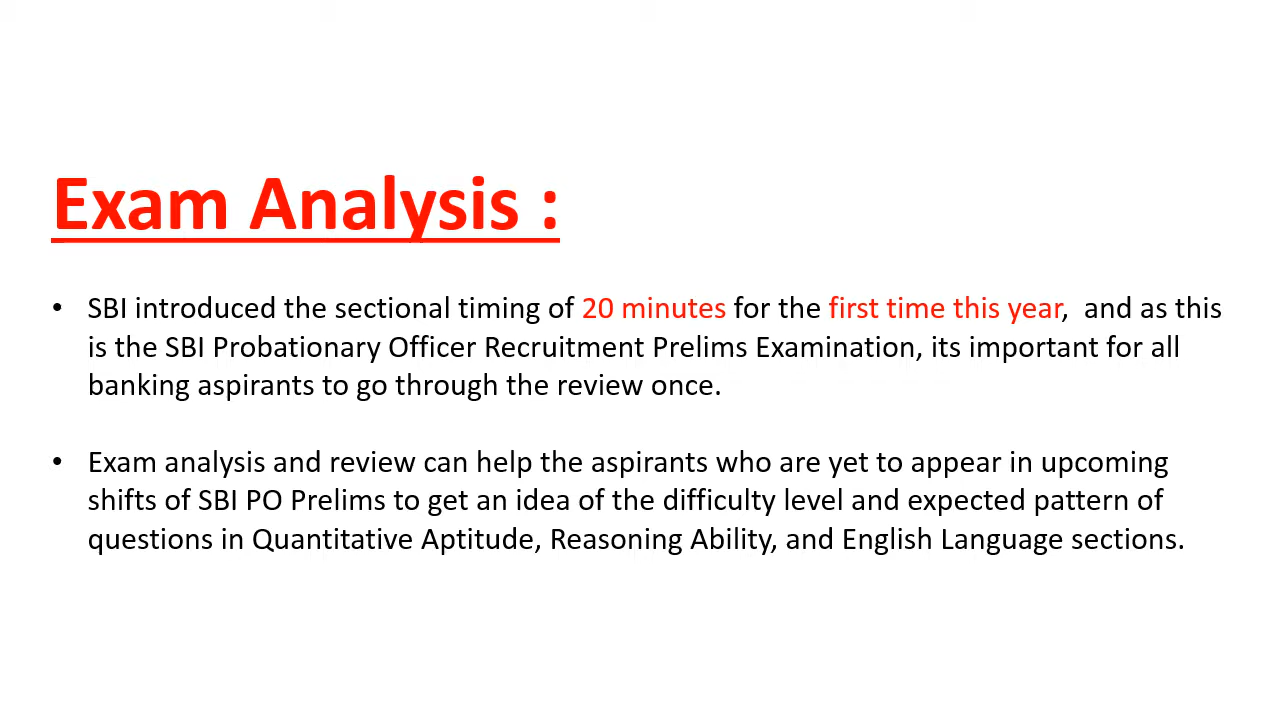 Exam Analysis :
• SBI introduced the sectional timing of 20 minutes for the first time this year,  and as this
is the SBI Probationary Officer Recruitment Prelims Examination, its important for all
banking aspirants to go through the review once.
• Exam analysis and review can help the aspirants who are yet to appear in upcoming
shifts of SBI PO Prelims to get an idea of the difficulty level and expected pattern of
questions in Quantitative Aptitude, Reasoning Ability, and English Language sections.